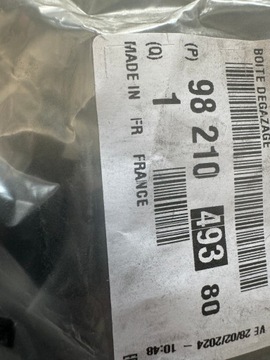 BOITE DEGAZAGE
(P) 98 210 493 80
(Q) 1
MADE IN FR FRANCE
VE 28/02/2024 - 10:48